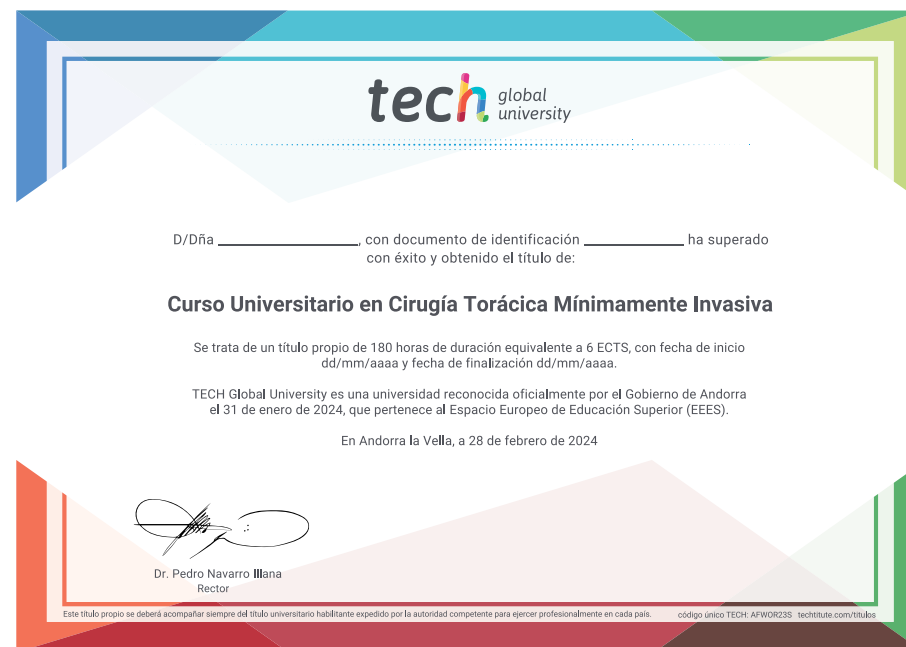 tech global university
D/Dña ____________, con documento de identificación ____________ ha superado
con éxito y obtenido el título de:
Curso Universitario en Cirugía Torácica Mínimamente Invasiva
Se trata de un título propio de 180 horas de duración equivalente a 6 ECTS, con fecha de inicio
dd/mm/aaaa y fecha de finalización dd/mm/aaaa.
TECH Global University es una universidad reconocida oficialmente por el Gobierno de Andorra
el 31 de enero de 2024, que pertenece al Espacio Europeo de Educación Superior (EEES).
En Andorra la Vella, a 28 de febrero de 2024
Dr. Pedro Navarro Illana
Rector
Este título propio se deberá acompañar siempre del título universitario habilitante expedido por la autoridad competente para ejercer profesionalmente en cada país. código único TECH: AFWOR23S techtitute.com/titulos